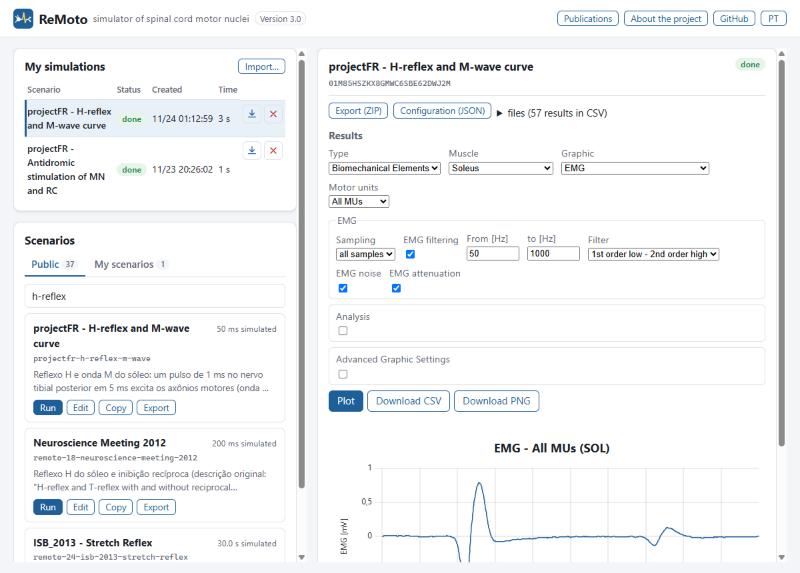 ReMoto simulator of spinal cord motor nuclei Version 3.0 Publications About the project GitHub PT
My simulations Import...
Scenario Status Created Time
projectFR - H-reflex and M-wave curve done 11/24 01:12:59 3 s
projectFR - Antidromic stimulation of MN and RC done 11/23 20:26:02 1 s
Scenarios
Public 37 My scenarios 1
h-reflex
projectFR - H-reflex and M-wave curve 50 ms simulated
projectfr-h-reflex-m-wave
Reflexo H e onda M do sóleo: um pulso de 1 ms no nervo
tibial posterior em 5 ms excita os axônios motores (onda ...
Run Edit Copy Export
Neuroscience Meeting 2012 200 ms simulated
remoto-18-neuroscience-meeting-2012
Reflexo H do sóleo e inibição recíproca (descrição original:
"H-reflex and T-reflex with and without reciprocal...
Run Edit Copy Export
ISB_2013 - Stretch Reflex 30.0 s simulated
remoto-24-isb-2013-stretch-reflex
projectFR - H-reflex and M-wave curve done
Export (ZIP) Configuration (JSON) ▶ files (57 results in CSV)
Results
Type Muscle Graphic
Biomechanical Elements Soleus EMG
Motor units
All MUs
EMG
Sampling EMG filtering From [Hz] to [Hz] Filter
all samples 50 1000 1st order low - 2nd order high
EMG noise EMG attenuation
Analysis
Advanced Graphic Settings
Plot Download CSV Download PNG
EMG - All MUs (SOL)
1
0,5
0
EMG [mV]